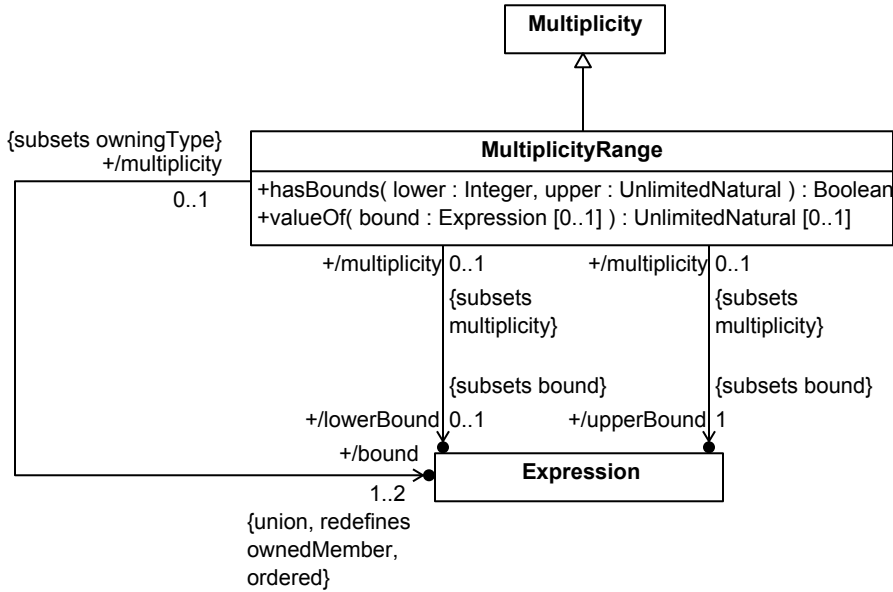 Multiplicity
{subsets owningType}
+/multiplicity
0..1
MultiplicityRange
+hasBounds( lower : Integer, upper : UnlimitedNatural ) : Boolean
+valueOf( bound : Expression [0..1] ) : UnlimitedNatural [0..1]
+/multiplicity 0..1
{subsets
multiplicity}
{subsets bound}
+/lowerBound 0..1
+/multiplicity 0..1
{subsets
multiplicity}
{subsets bound}
+/upperBound 1
+/bound
1..2
{union, redefines
ownedMember,
ordered}
Expression